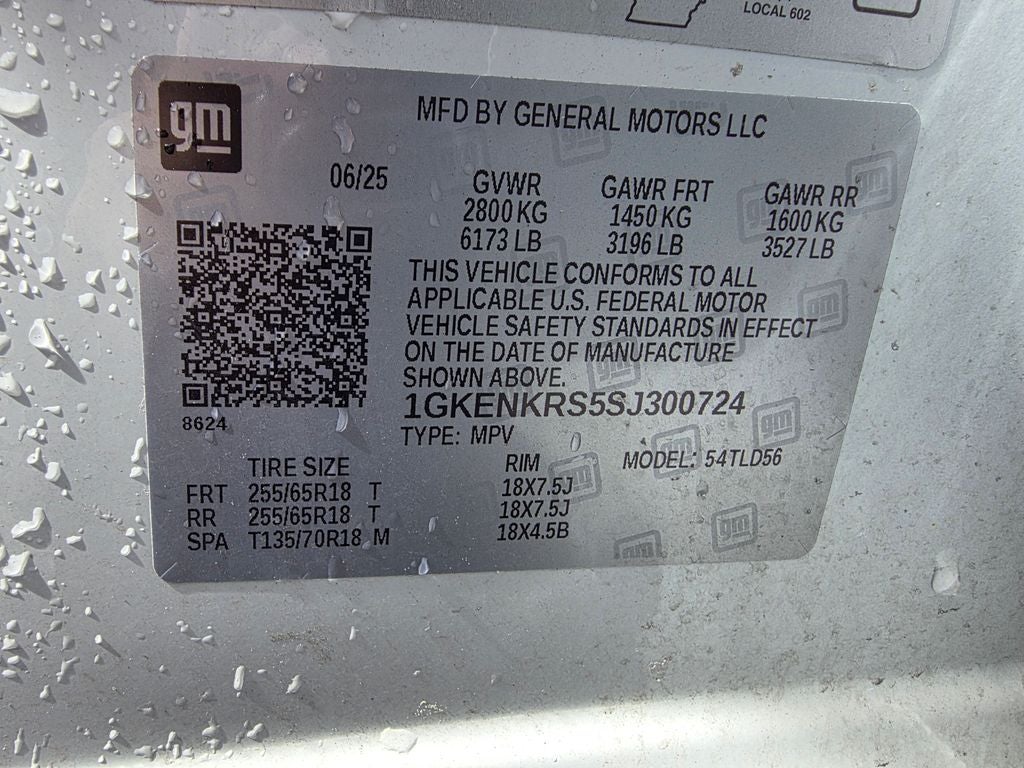 LOCAL 602
gm
MFD BY GENERAL MOTORS LLC
06/25
GVWR GAWR FRT GAWR RR
2800 KG 1450 KG 1600 KG
6173 LB 3196 LB 3527 LB
THIS VEHICLE CONFORMS TO ALL
APPLICABLE U.S. FEDERAL MOTOR
VEHICLE SAFETY STANDARDS IN EFFECT
ON THE DATE OF MANUFACTURE
SHOWN ABOVE.
1GKENKRS5SJ300724
8624
TYPE: MPV
TIRE SIZE RIM MODEL: 54TLD56
FRT 255/65R18 T 18X7.5J
RR 255/65R18 T 18X7.5J
SPA T135/70R18 M 18X4.5B